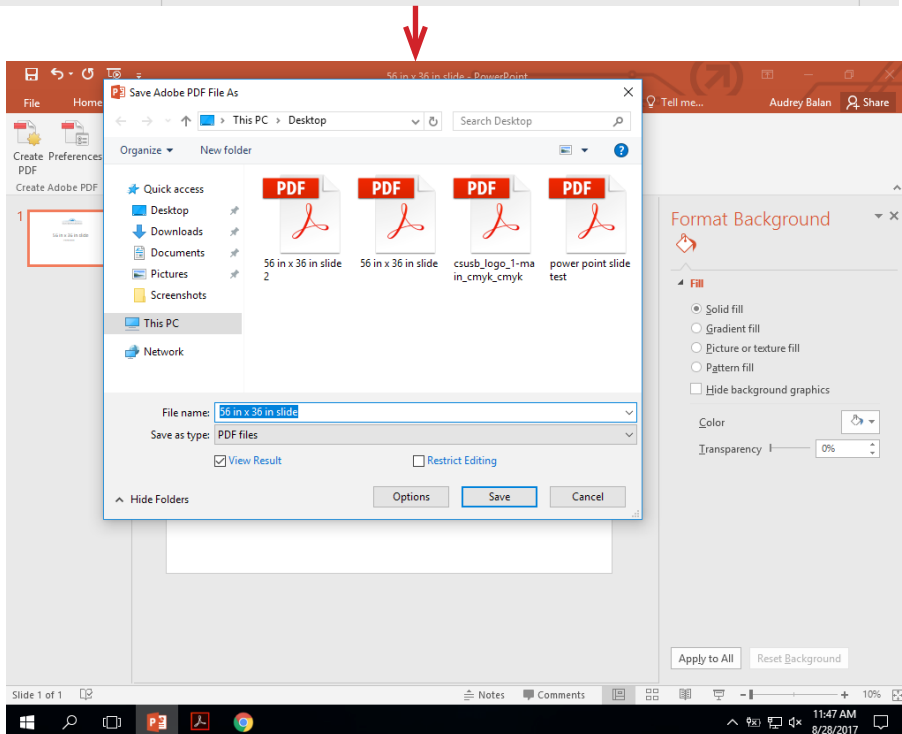 56 in x 36 in slide - PowerPoint
File
Home
Tell me...
Audrey Balan
Share
Create PDF
Preferences
Create Adobe PDF
1
Save Adobe PDF File As
This PC > Desktop
Search Desktop
Organize
New folder
Quick access
Desktop
Downloads
Documents
Pictures
Screenshots
This PC
Network
PDF
PDF
PDF
PDF
56 in x 36 in slide
2
56 in x 36 in slide
csusb_logo_1-ma
in_cmyk_cmyk
power point slide
test
File name: 56 in x 36 in slide
Save as type: PDF files
View Result
Restrict Editing
Hide Folders
Options
Save
Cancel
Format Background
Fill
Solid fill
Gradient fill
Picture or texture fill
Pattern fill
Hide background graphics
Color
Transparency
0%
Apply to All
Reset Background
Slide 1 of 1
Notes
Comments
10%
11:47 AM
8/28/2017